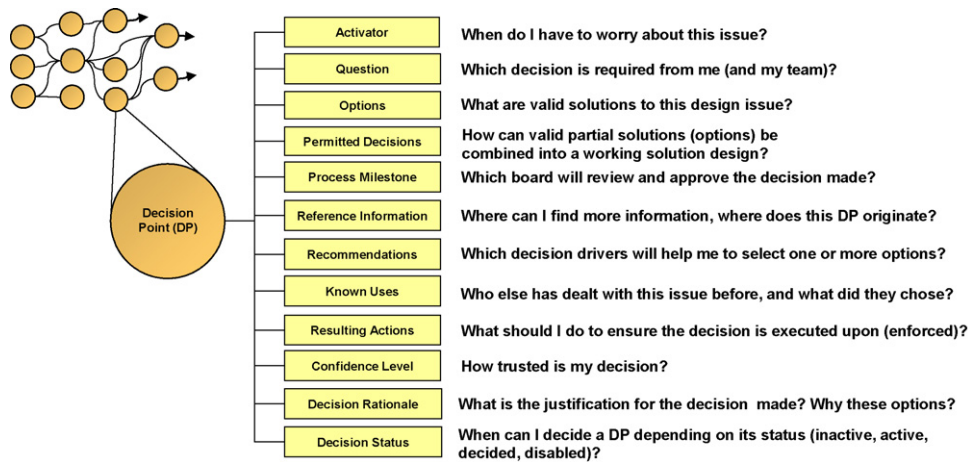 Activator
When do I have to worry about this issue?
Question
Which decision is required from me (and my team)?
Options
What are valid solutions to this design issue?
Permitted Decisions
How can valid partial solutions (options) be
combined into a working solution design?
Process Milestone
Which board will review and approve the decision made?
Decision
Point (DP)
Reference Information
Where can I find more information, where does this DP originate?
Recommendations
Which decision drivers will help me to select one or more options?
Known Uses
Who else has dealt with this issue before, and what did they chose?
Resulting Actions
What should I do to ensure the decision is executed upon (enforced)?
Confidence Level
How trusted is my decision?
Decision Rationale
What is the justification for the decision made? Why these options?
Decision Status
When can I decide a DP depending on its status (inactive, active,
decided, disabled)?